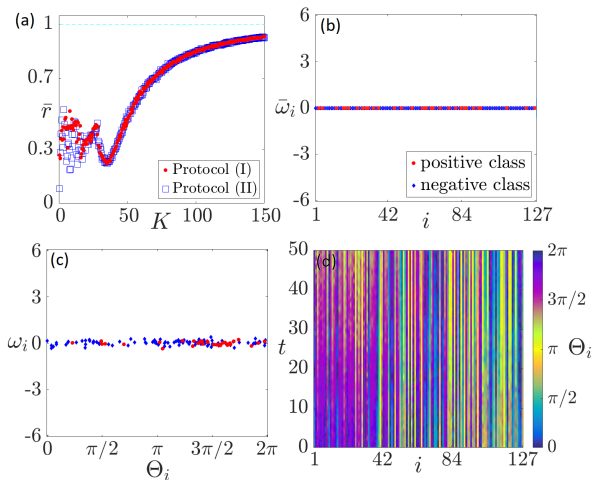 (a)
1
0.7
r̄
0.3
0
0
50
K
100
150
Protocol (I)
Protocol (II)
(b)
6
3
ω̄ᵢ 0
-3
-6
1
42
i
84
127
positive class
negative class
(c)
6
3
ωᵢ 0
-3
-6
0
π/2
π
3π/2
2π
Θᵢ
(d)
50
40
30
t
20
10
0
1
42
i
84
127
2π
3π/2
π
Θᵢ
π/2
0